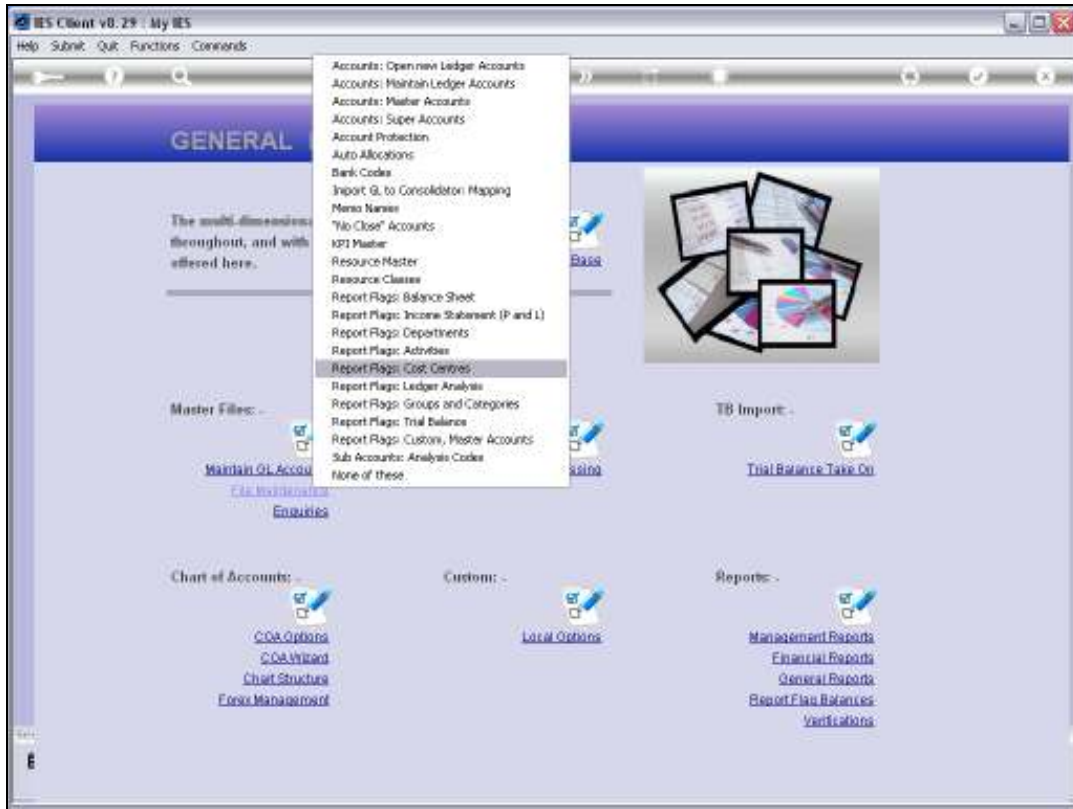 IES Client v8.29 : My IES
Help Submit Quit Functions Commands
GENERAL
The multi-dimensiona
throughout, and with
offered here.
Base
Accounts: Open new Ledger Accounts
Accounts: Maintain Ledger Accounts
Accounts: Master Accounts
Accounts: Super Accounts
Account Protection
Auto Allocations
Bank Codes
Import GL to Consolidator: Mapping
Memo Names
"No Close" Accounts
KPI Master
Resource Master
Resource Classes
Report Flags: Balance Sheet
Report Flags: Income Statement (P and L)
Report Flags: Departments
Report Flags: Activities
Report Flags: Cost Centres
Report Flags: Ledger Analysis
Report Flags: Groups and Categories
Report Flags: Trial Balance
Report Flags: Custom, Master Accounts
Sub Accounts: Analysis Codes
None of these
Master Files: -
Maintain GL Accou
File Maintenance
Enquiries
ssing
TB Import: -
Trial Balance Take On
Chart of Accounts: -
COA Options
COA Wizard
Chart Structure
Forex Management
Custom: -
Local Options
Reports: -
Management Reports
Financial Reports
General Reports
Report Flag Balances
Verifications